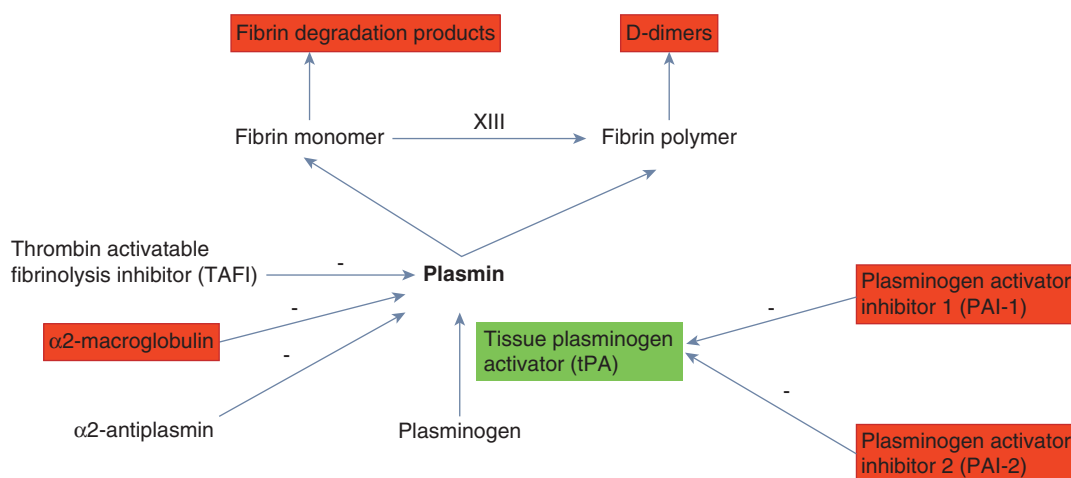 Fibrin degradation products
D-dimers
XIII
Fibrin monomer
Fibrin polymer
Thrombin activatable
fibrinolysis inhibitor (TAFI)
-
Plasmin
Plasminogen activator
inhibitor 1 (PAI-1)
-
-
α2-macroglobulin
Tissue plasminogen
activator (tPA)
-
-
α2-antiplasmin
Plasminogen
Plasminogen activator
inhibitor 2 (PAI-2)